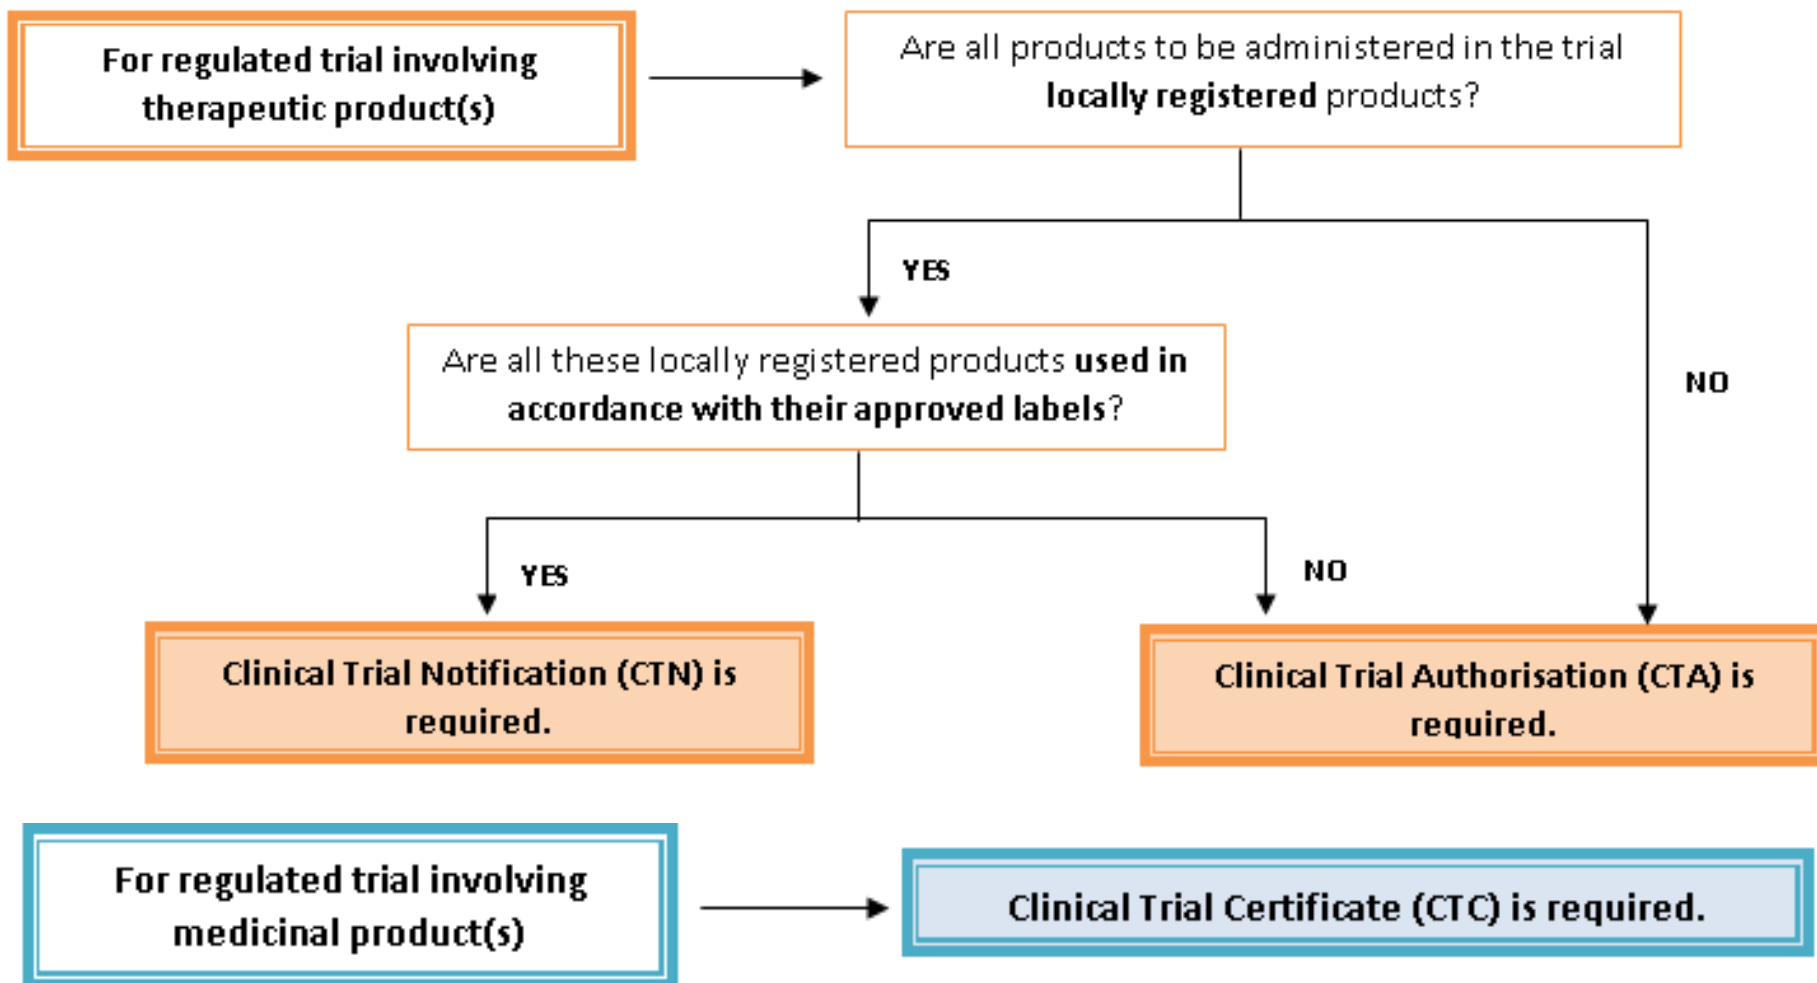 For regulated trial involving
therapeutic product(s)
Are all products to be administered in the trial
locally registered products?
YES
NO
Are all these locally registered products used in
accordance with their approved labels?
YES
NO
Clinical Trial Notification (CTN) is
required.
Clinical Trial Authorisation (CTA) is
required.
For regulated trial involving
medicinal product(s)
Clinical Trial Certificate (CTC) is required.